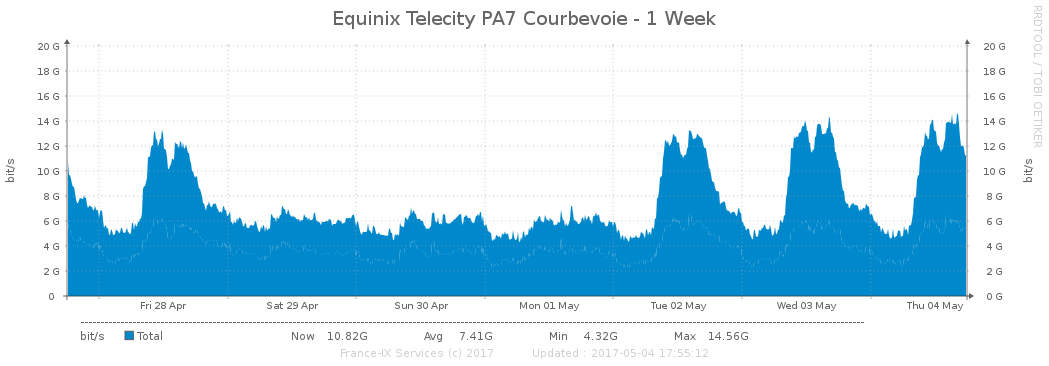 Equinix Telecity PA7 Courbevoie - 1 Week
RRDTOOL / TOBI OETIKER
bit/s
20 G
18 G
16 G
14 G
12 G
10 G
8 G
6 G
4 G
2 G
0
20 G
18 G
16 G
14 G
12 G
10 G
8 G
6 G
4 G
2 G
0 G
bit/s
Fri 28 Apr Sat 29 Apr Sun 30 Apr Mon 01 May Tue 02 May Wed 03 May Thu 04 May
bit/s Total Now 10.82G Avg 7.41G Min 4.32G Max 14.56G
France-IX Services (c) 2017 Updated : 2017-05-04 17:55:12